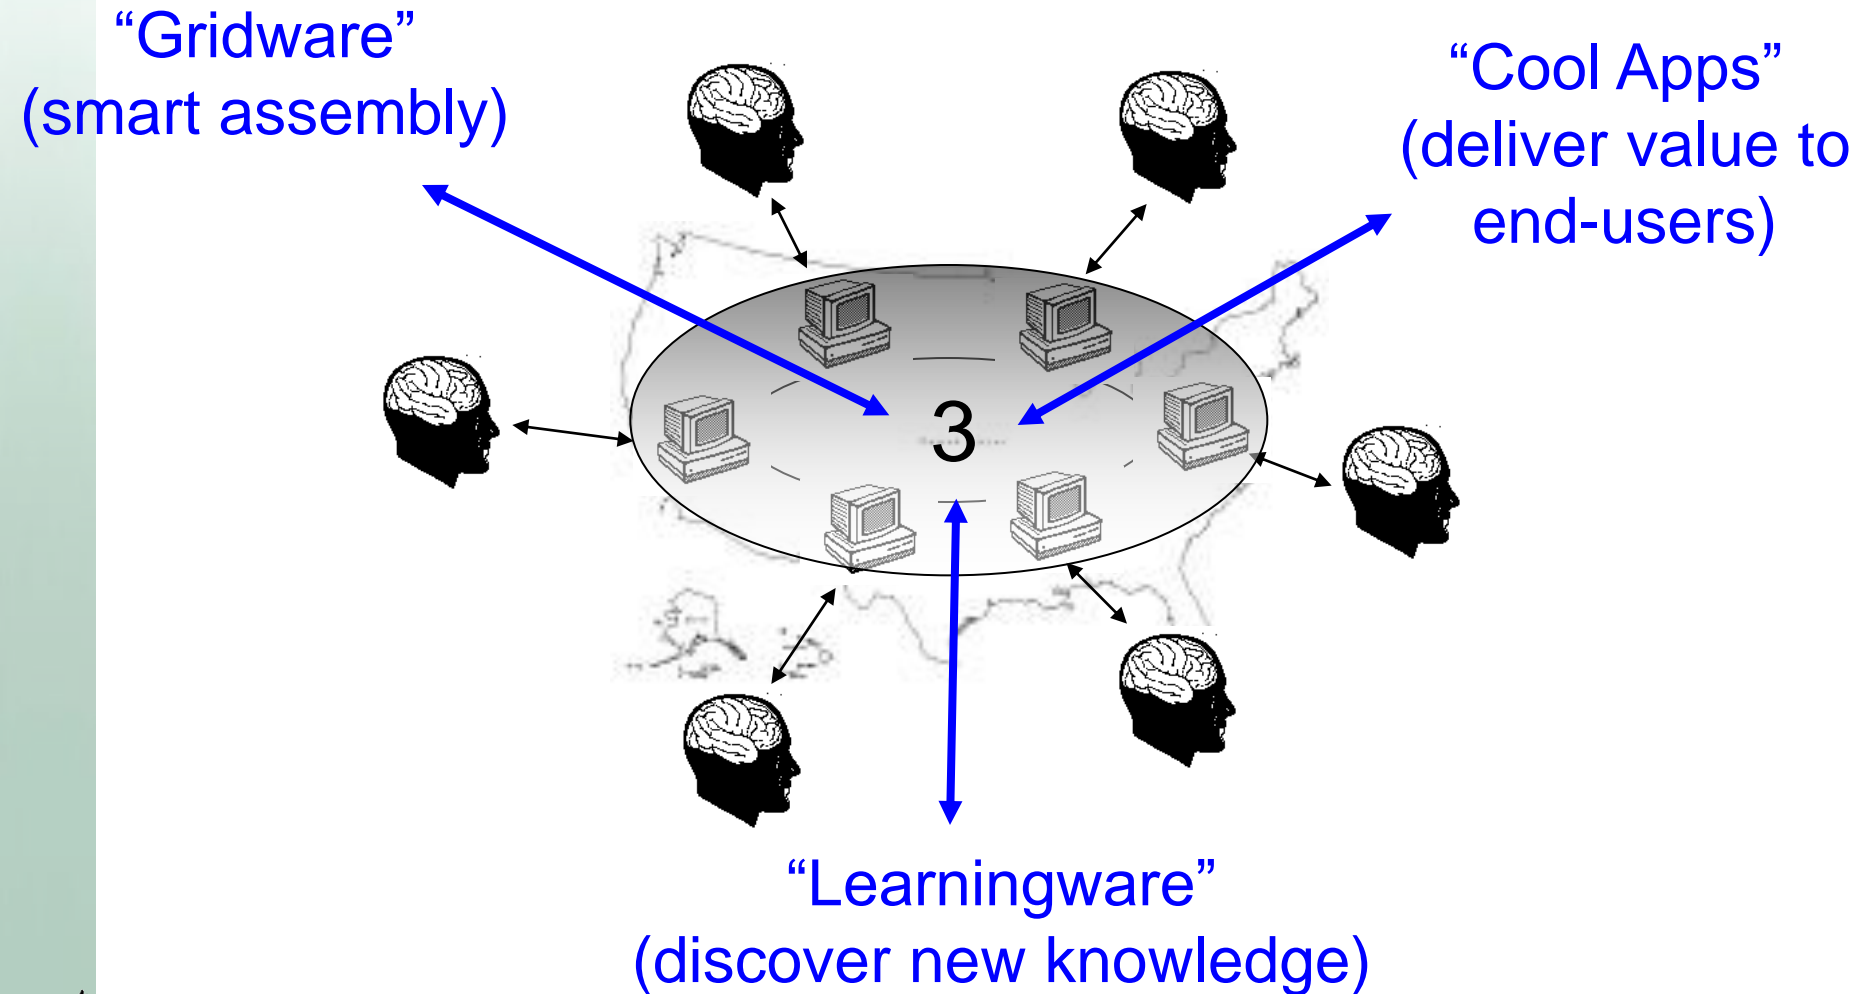 “Gridware”
(smart assembly)
“Cool Apps”
(deliver value to
end-users)
3
“Learningware”
(discover new knowledge)